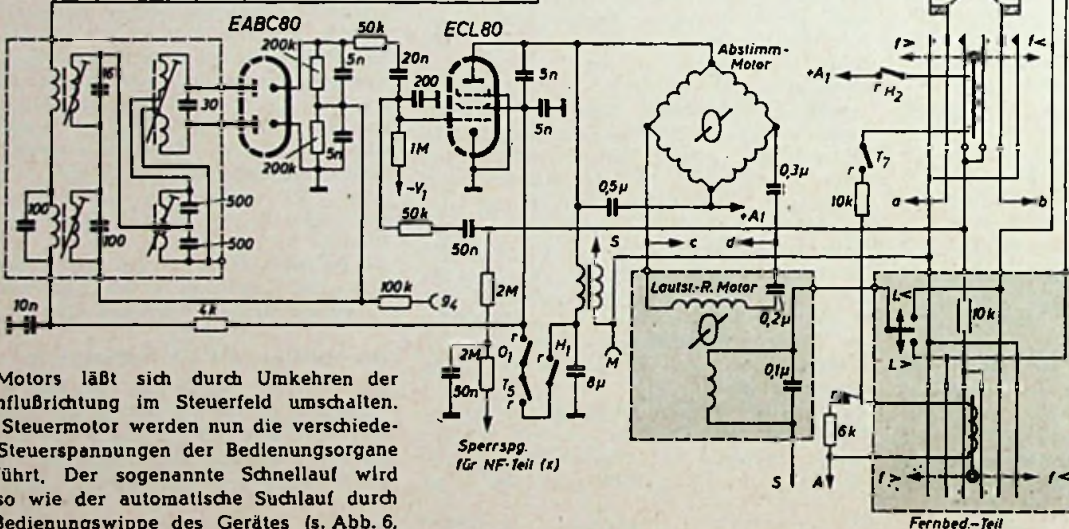 EABC80
ECL80
50k
200k
5n
20n
200
5n
5n
16
30
200k
5n
1M
-V1
Abstimm-
Motor
0,3µ
0,5µ
+A1
f>
f<
+A1
r H2
T7
r
10k
a
b
100
100
500
500
50k
50n
S
c
d
Lautst.-R. Motor
0,2µ
L<
L>
10k
10n
4k
100k
g4
2M
2M
50n
r
O1
T5
r
r
H1
8µ
M
0,1µ
r
6k
S
A
f>
f<
Sperrspg.
für NF-Teil (x)
Fernbed.-Teil
Motors läßt sich durch Umkehren der
nflußrichtung im Steuerfeld umschalten.
Steuermotor werden nun die verschiede-
Steuerspannungen der Bedienungsorgane
ührt. Der sogenannte Schnellauf wird
so wie der automatische Suchlauf durch
Bedienungswippe des Gerätes (s. Abb. 6,